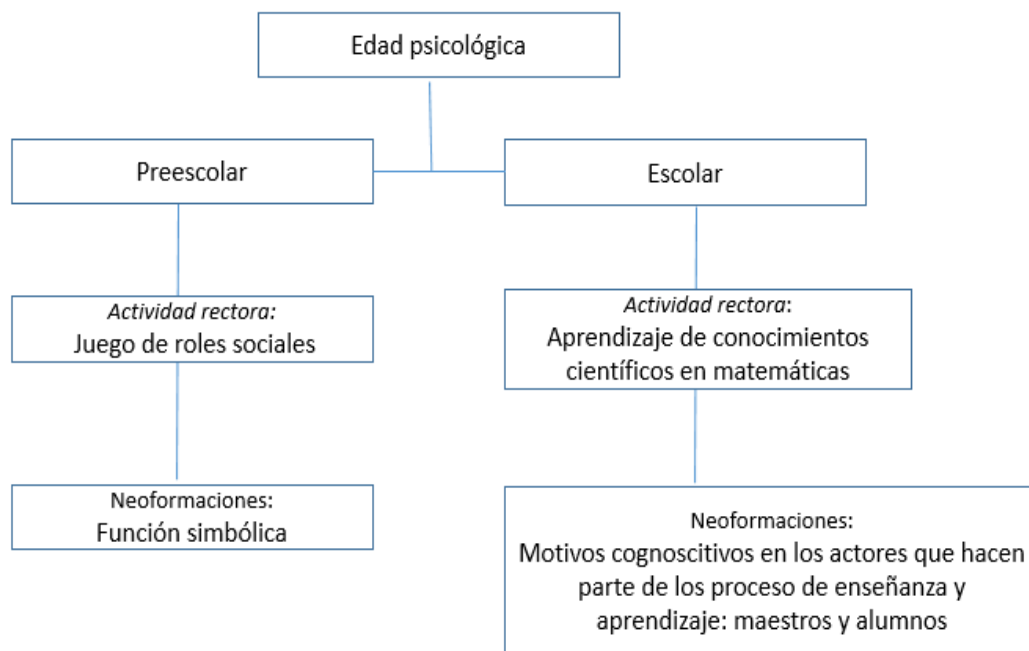 Edad psicológica
Preescolar
Escolar
Actividad rectora:
Juego de roles sociales
Actividad rectora:
Aprendizaje de conocimientos
científicos en matemáticas
Neoformaciones:
Función simbólica
Neoformaciones:
Motivos cognoscitivos en los actores que hacen
parte de los proceso de enseñanza y
aprendizaje: maestros y alumnos